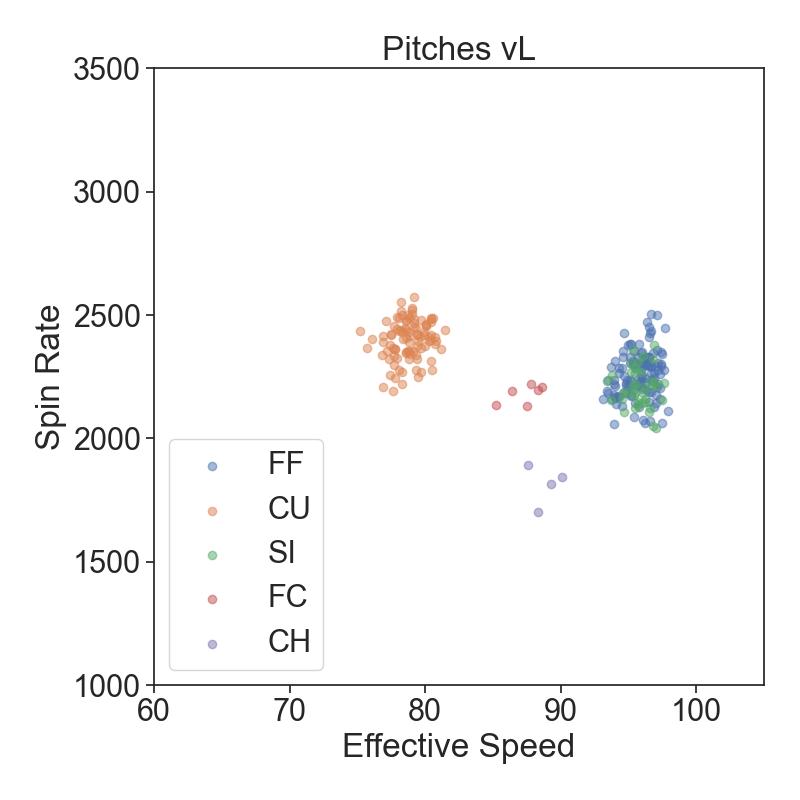 Pitches vL
3500
3000
2500
2000
1500
1000
Spin Rate
FF
CU
SI
FC
CH
60 70 80 90 100
Effective Speed